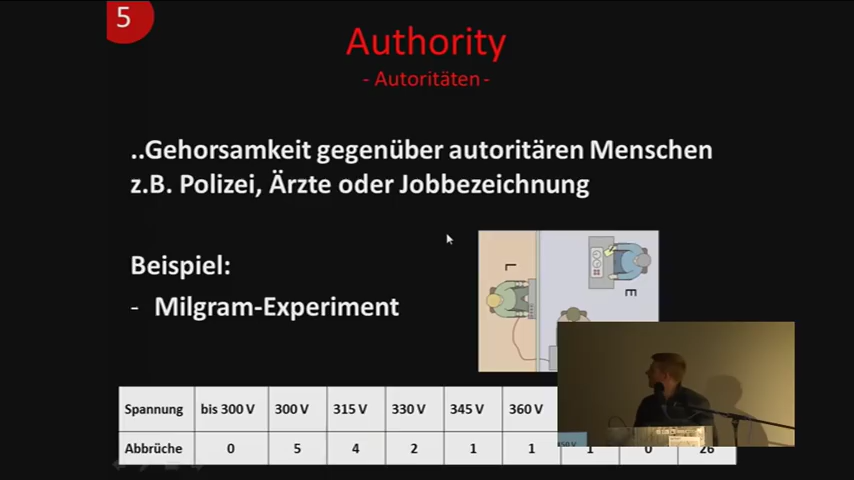 5
Authority
- Autoritäten -
..Gehorsamkeit gegenüber autoritären Menschen
z.B. Polizei, Ärzte oder Jobbezeichnung
Beispiel:
- Milgram-Experiment
L
E
Spannung bis 300 V 300 V 315 V 330 V 345 V 360 V
Abbrüche 0 5 4 2 1 1 1 0 26